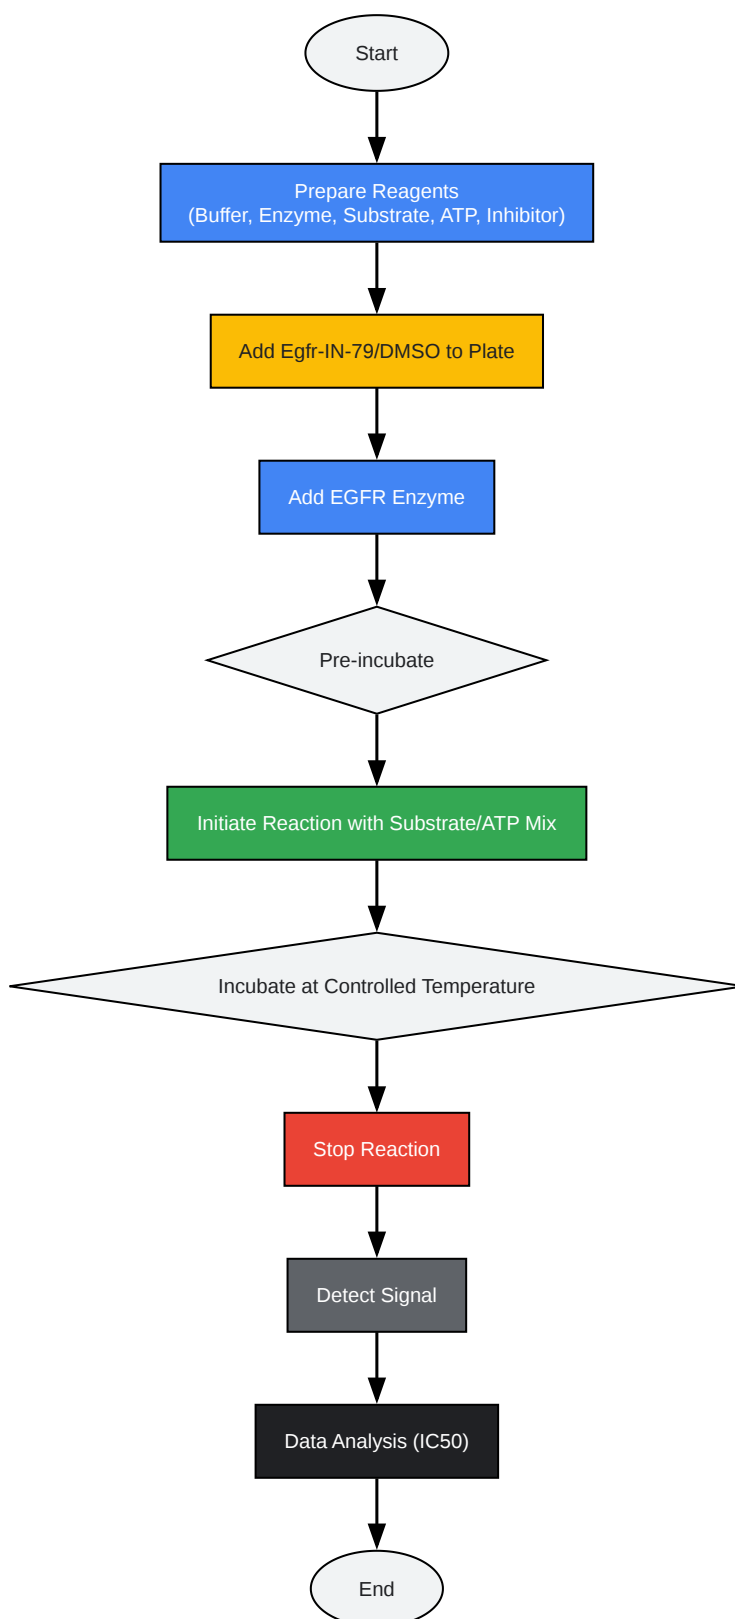 Start
Prepare Reagents
(Buffer, Enzyme, Substrate, ATP, Inhibitor)
Add Egfr-IN-79/DMSO to Plate
Add EGFR Enzyme
Pre-incubate
Initiate Reaction with Substrate/ATP Mix
Incubate at Controlled Temperature
Stop Reaction
Detect Signal
Data Analysis (IC50)
End